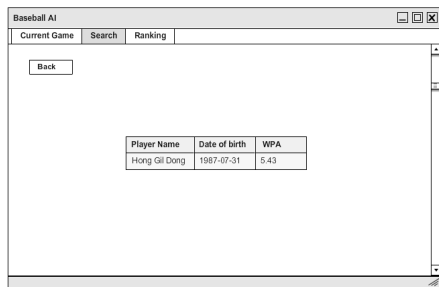 Baseball AI
Current Game Search Ranking
Back
Player Name Date of birth WPA
Hong Gil Dong 1987-07-31 5.43